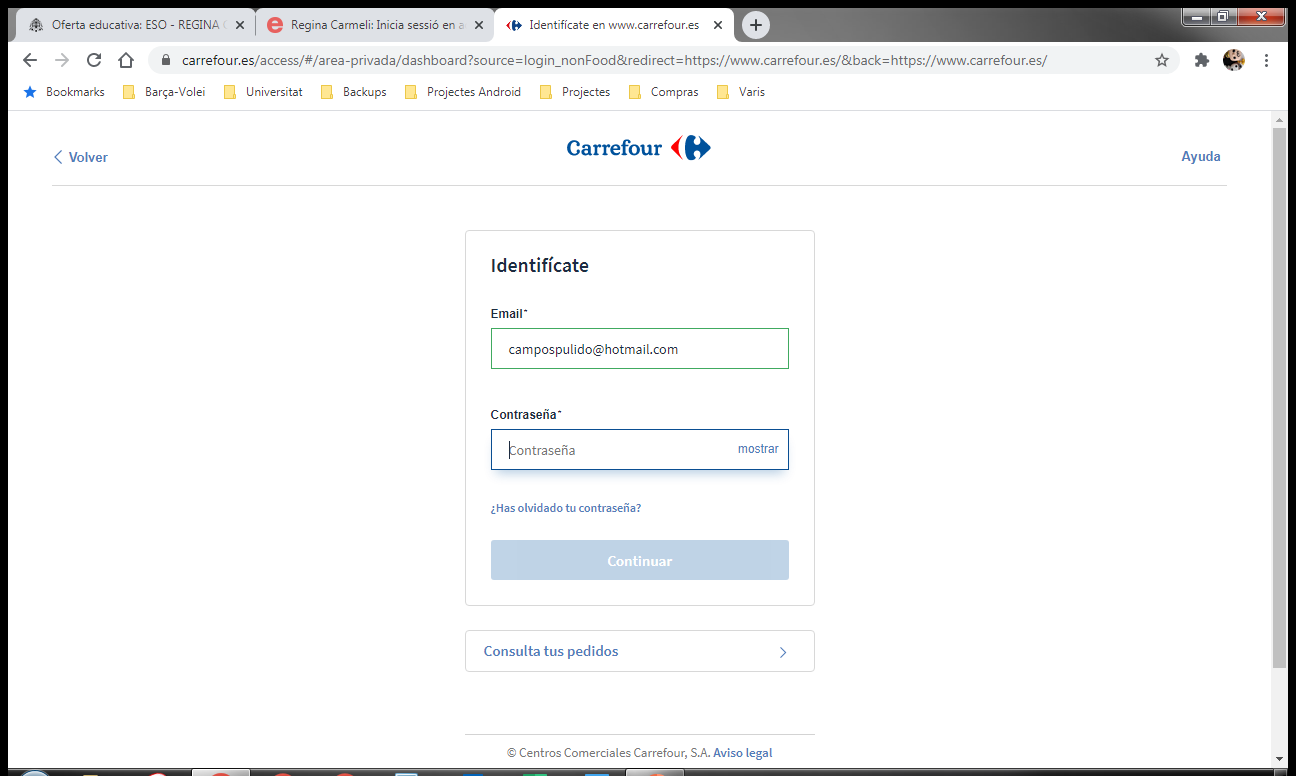 Oferta educativa: ESO - REGINA
Regina Carmeli: Inicia sessió en
Identifícate en www.carrefour.es
carrefour.es/access/#/area-privada/dashboard?source=login_nonFood&redirect=https://www.carrefour.es/&back=https://www.carrefour.es/
Bookmarks Barça-Volei Universitat Backups Projectes Android Projectes Compras Varis
Volver
Carrefour
Ayuda
Identifícate
Email*
campospulido@hotmail.com
Contraseña*
Contraseña mostrar
¿Has olvidado tu contraseña?
Continuar
Consulta tus pedidos
© Centros Comerciales Carrefour, S.A. Aviso legal